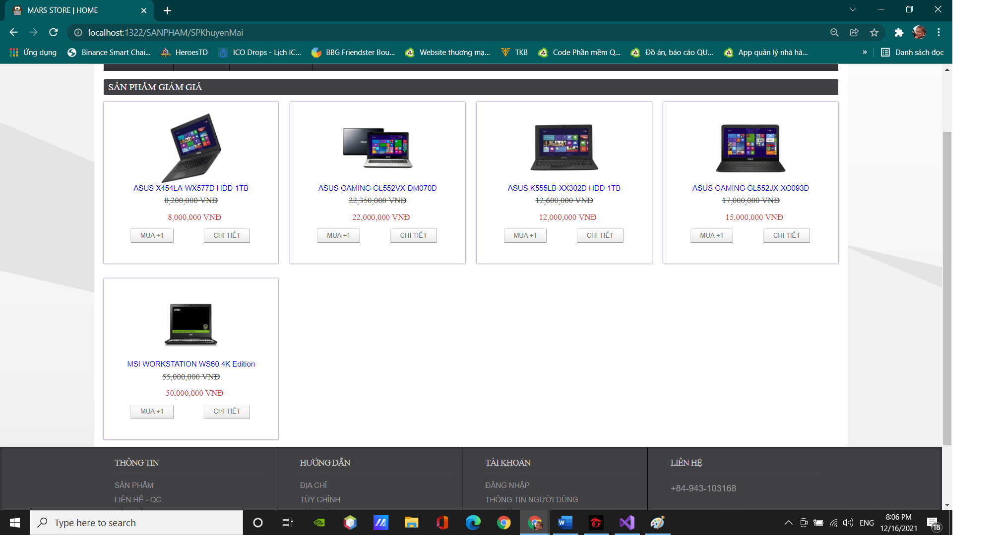 MARS STORE | HOME
localhost:1322/SANPHAM/SPKhuyenMai
Ứng dụng
Binance Smart Chai...
HeroesTD
ICO Drops - Lịch IC...
BBG Friendster Bou...
Website thương mạ...
TKB
Code Phần mềm Q...
Đồ án, báo cáo QU...
App quản lý nhà hà...
»
Danh sách đọc
SẢN PHẨM GIẢM GIÁ
ASUS X454LA-WX577D HDD 1TB
8,200,000 VNĐ
8,000,000 VNĐ
MUA +1
CHI TIẾT
ASUS GAMING GL552VX-DM070D
22,350,000 VNĐ
22,000,000 VNĐ
MUA +1
CHI TIẾT
ASUS K555LB-XX302D HDD 1TB
12,600,000 VNĐ
12,000,000 VNĐ
MUA +1
CHI TIẾT
ASUS GAMING GL552JX-XO093D
17,000,000 VNĐ
15,000,000 VNĐ
MUA +1
CHI TIẾT
msi
MSI WORKSTATION WS60 4K Edition
55,000,000 VNĐ
50,000,000 VNĐ
MUA +1
CHI TIẾT
THÔNG TIN
SẢN PHẨM
LIÊN HỆ - QC
HƯỚNG DẪN
ĐỊA CHỈ
TÙY CHỈNH
TÀI KHOẢN
ĐĂNG NHẬP
THÔNG TIN NGƯỜI DÙNG
LIÊN HỆ
+84-943-103168
Type here to search
ENG
8:06 PM
12/16/2021
18